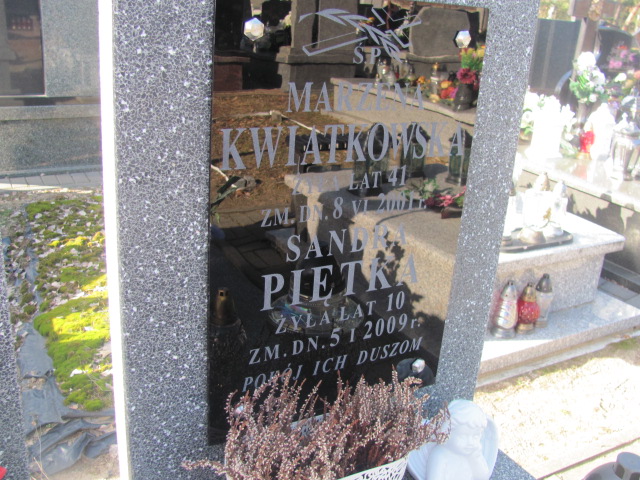 Ś.P.
MARZENA
KWIATKOWSKA
ŻYŁA LAT 41
ZM. DN. 8 VI 2001 r.
SANDRA
PIĘTKA
ŻYŁA LAT 10
ZM. DN. 5 I 2009 r.
POKÓJ ICH DUSZOM